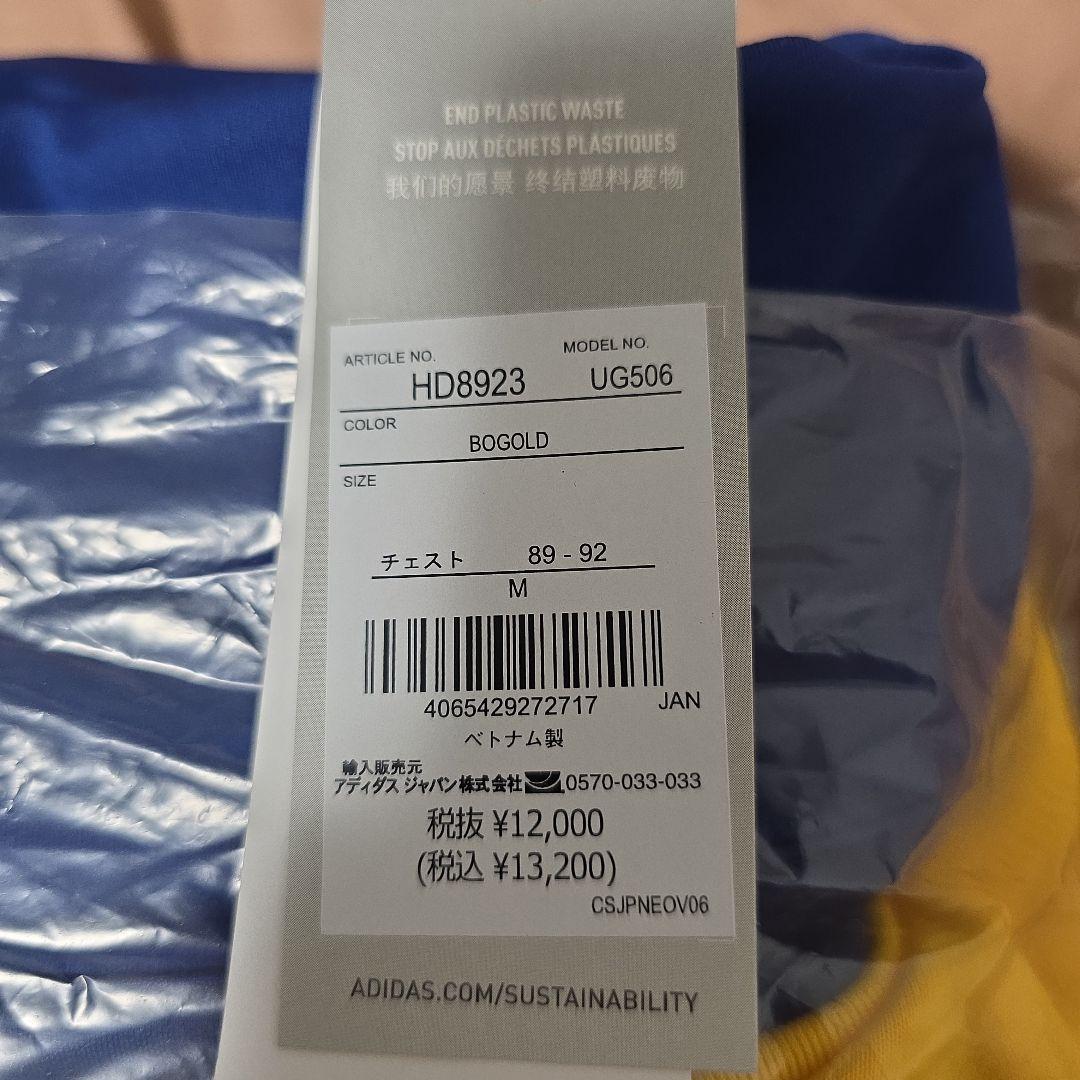 END PLASTIC WASTE
STOP AUX DÉCHETS PLASTIQUES
我们的愿景 终结塑料废物
ARTICLE NO. MODEL NO.
HD8923 UG506
COLOR
BOGOLD
SIZE
チェスト 89 - 92
M
4065429272717 JAN
ベトナム製
輸入販売元
アディダス ジャパン株式会社 0570-033-033
税抜 ¥12,000
(税込 ¥13,200)
CSJPNEOV06
ADIDAS.COM/SUSTAINABILITY